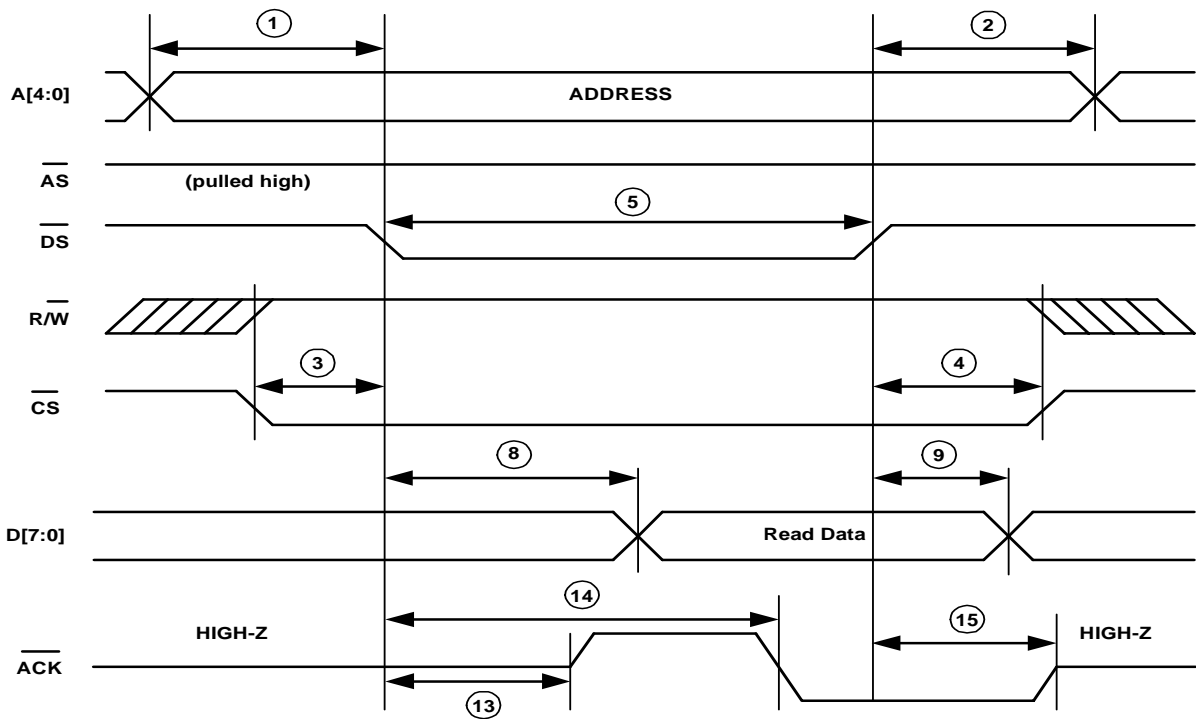 1
2
A[4:0]
ADDRESS
AS
(pulled high)
5
DS
R/W
3
4
CS
8
9
D[7:0]
Read Data
14
HIGH-Z
15
HIGH-Z
ACK
13